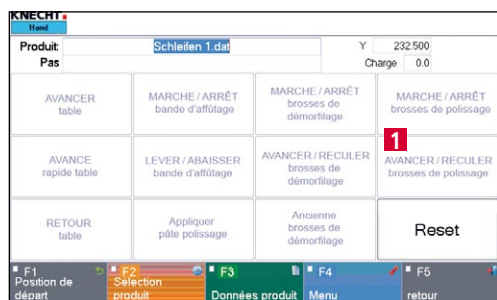 KNECHT
Hand
Produit: Schleifen 1.dat Y 232.500
Pas Charge 0.0
AVANCER
table
MARCHE / ARRÊT
bande d'affûtage
MARCHE / ARRÊT
brosses de
démorfilage
MARCHE / ARRÊT
brosses de polissage
1
AVANCE
rapide table
LEVER / ABAISSER
bande d'affûtage
AVANCER / RECULER
brosses de
démorfilage
AVANCER / RECULER
brosses de polissage
RETOUR
table
Appliquer
pâte polissage
Ancienne
brosses de
démorfilage
Reset
F1
Position de
départ
F2
Sélection
produit
F3
Données produit
F4
Menu
F5
retour